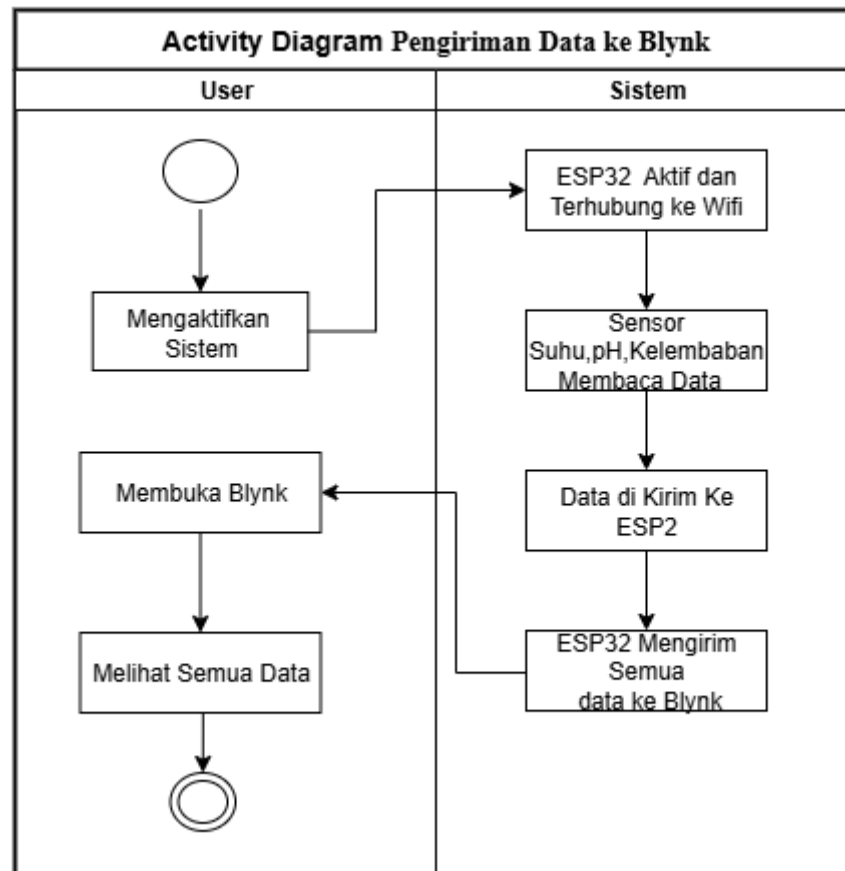 Activity Diagram Pengiriman Data ke Blynk
User
Sistem
ESP32 Aktif dan
Terhubung ke Wifi
Mengaktifkan
Sistem
Sensor
Suhu,pH,Kelembaban
Membaca Data
Membuka Blynk
Data di Kirim Ke
ESP2
Melihat Semua Data
ESP32 Mengirim
Semua
data ke Blynk